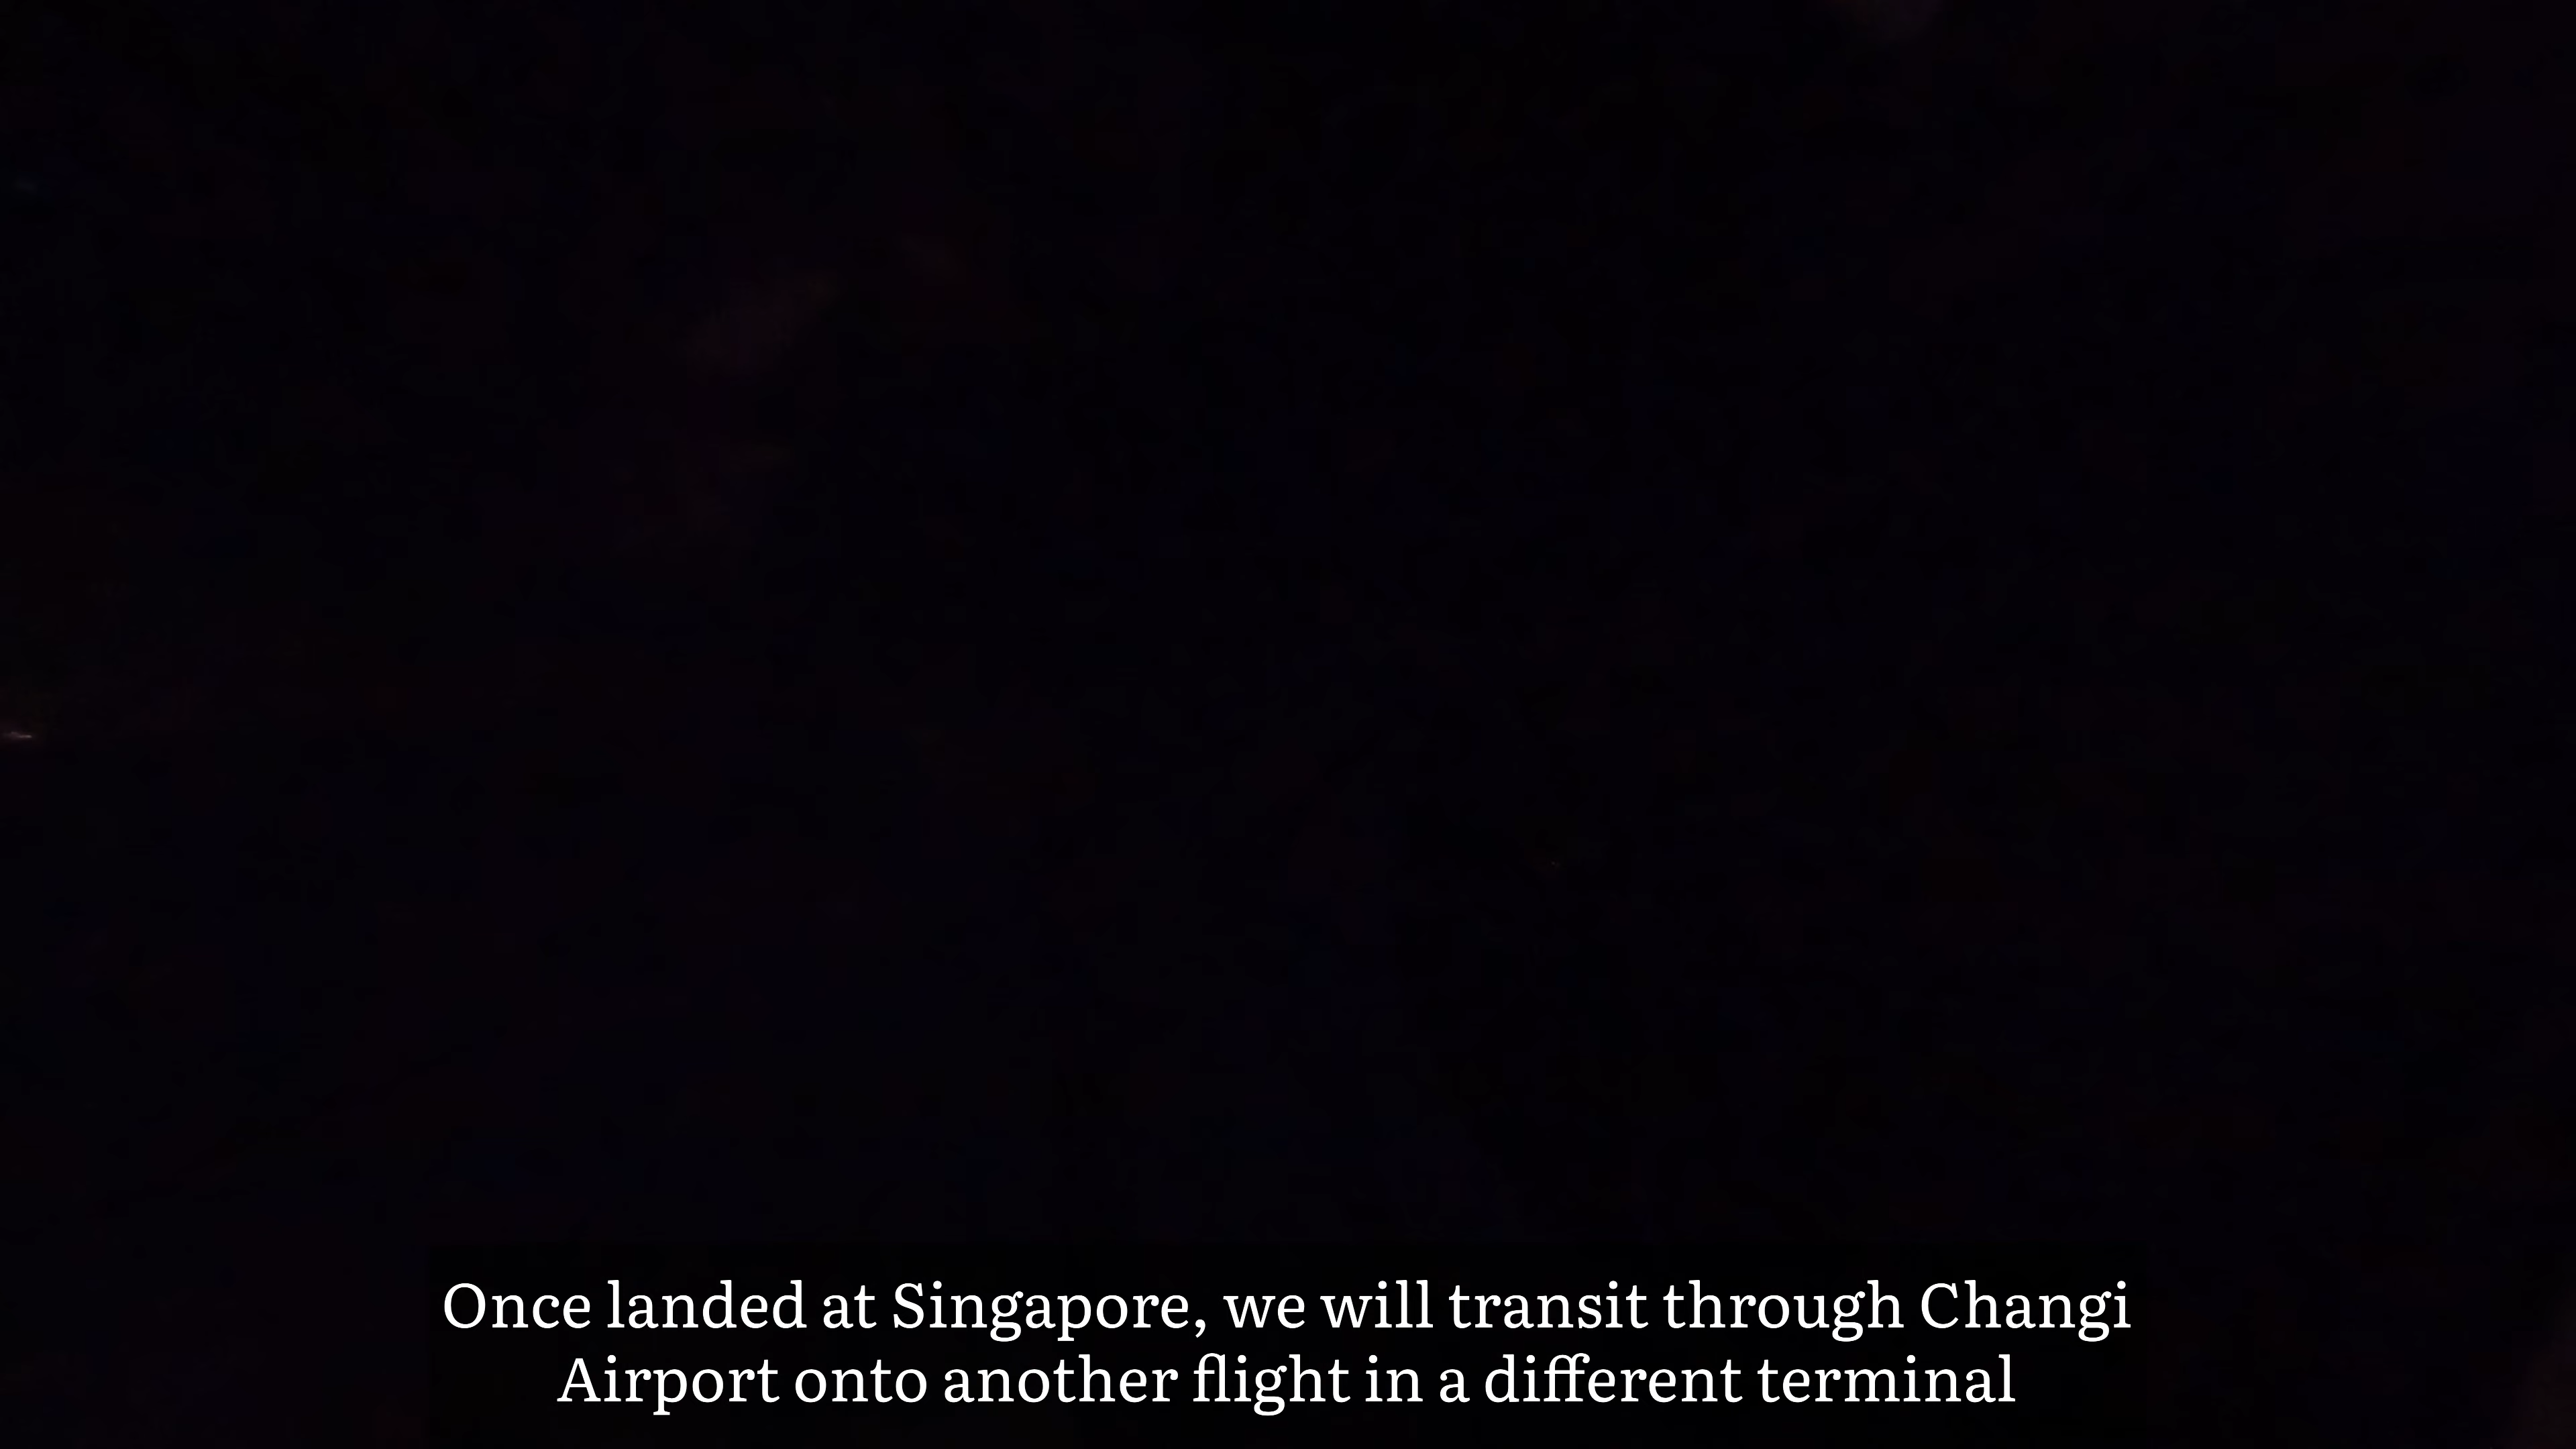 Once landed at Singapore, we will transit through Changi
Airport onto another flight in a different terminal